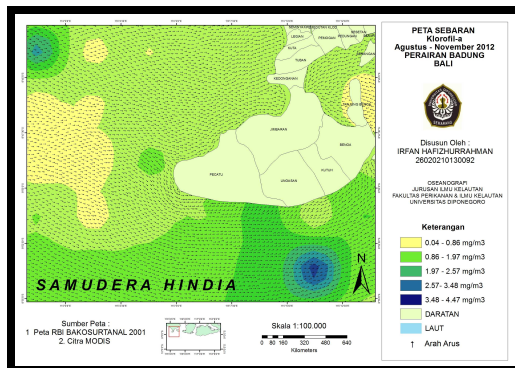 PETA SEBARAN
Klorofil-a
Agustus - November 2012
PERAIRAN BADUNG
BALI
Disusun Oleh :
IRFAN HAFIZHURRAHMAN
26020210130092
OSEANOGRAFI
JURUSAN ILMU KELAUTAN
FAKULTAS PERIKANAN & ILMU KELAUTAN
UNIVERSITAS DIPONEGORO
Keterangan
0.04 - 0.86 mg/m3
0.86 - 1.97 mg/m3
1.97 - 2.57 mg/m3
2.57- 3.48 mg/m3
3.48 - 4.47 mg/m3
DARATAN
LAUT
Arah Arus
LEGIAN
KUTA
TUBAN
KEDONGANAN
JIMBARAN
BENOA
PECATU
UNGASAN
KUTUH
SAMUDERA HINDIA
N
Sumber Peta :
1 Peta RBI BAKOSURTANAL 2001
2. Citra MODIS
Skala 1:100.000
0 80 160 320 480 640
Kilometers